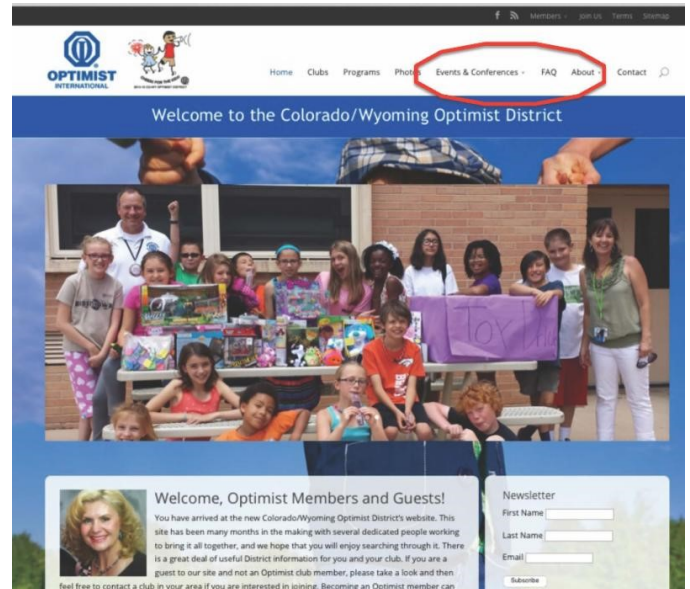 Members
Join Us
Terms
Sitemap
OPTIMIST
INTERNATIONAL
Home
Clubs
Programs
Photos
Events & Conferences
FAQ
About
Contact
Welcome to the Colorado/Wyoming Optimist District
Toy
Welcome, Optimist Members and Guests!
You have arrived at the new Colorado/Wyoming Optimist District's website. This
site has been many months in the making with several dedicated people working
to bring it all together, and we hope that you will enjoy searching through it. There
is a great deal of useful District information for you and your club. If you are a
guest to our site and not an Optimist club member, please take a look and then
feel free to contact a club in your area if you are interested in joining. Becoming an Optimist member can
Newsletter
First Name
Last Name
Email
Subscribe